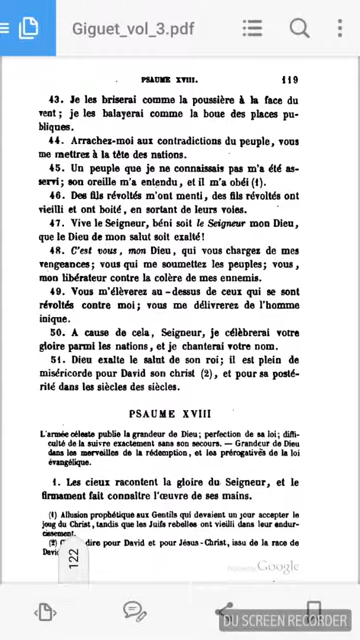 Giguet_vol_3.pdf
PSAUME XVIII. 119
43. Je les briserai comme la poussière à la face du
vent ; je les balayerai comme la boue des places pu-
bliques.
44. Arrachez-moi aux contradictions du peuple, vous
me mettrez à la tête des nations.
45. Un peuple que je ne connaissais pas m'a été as-
servi ; son oreille m'a entendu, et il m'a obéi (1).
46. Des fils révoltés m'ont menti, des fils révoltés ont
vieilli et ont boité, en sortant de leurs voies.
47. Vive le Seigneur, béni soit le Seigneur mon Dieu,
que le Dieu de mon salut soit exalté !
48. C'est vous, mon Dieu, qui vous chargez de mes
vengeances ; vous qui me soumettez les peuples ; vous,
mon libérateur contre la colère de mes ennemis.
49. Vous m'élèverez au-dessus de ceux qui se sont
révoltés contre moi ; vous me délivrerez de l'homme
inique.
50. A cause de cela, Seigneur, je célèbrerai votre
gloire parmi les nations, et je chanterai votre nom.
51. Dieu exalte le salut de son roi ; il est plein de
miséricorde pour David son christ (2), et pour sa posté-
rité dans les siècles des siècles.
PSAUME XVIII
L'armée céleste publie la grandeur de Dieu ; perfection de sa loi ; diffi-
culté de la suivre exactement sans son secours. — Grandeur de Dieu
dans les merveilles de la rédemption, et les prérogatives de la loi
évangélique.
1. Les cieux racontent la gloire du Seigneur, et le
firmament fait connaître l'œuvre de ses mains.
(1) Allusion prophétique aux Gentils qui devaient un jour accepter le
joug du Christ, tandis que les Juifs rebelles ont vieilli dans leur endur-
cissement.
(2) dire pour David et pour Jésus-Christ, issu de la race de
122
Google
DU SCREEN RECORDER